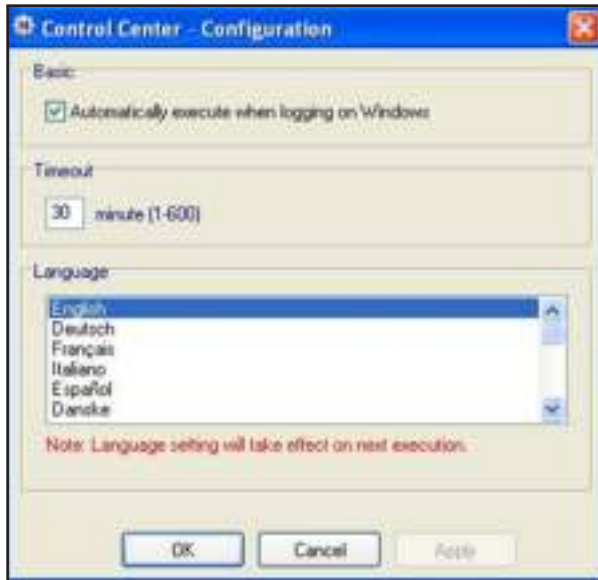 Control Center - Configuration
Basic
Automatically execute when logging on Windows
Timeout
30 minute (1-600)
Language
English
Deutsch
Français
Italiano
Español
Danske
Note: Language setting will take effect on next execution.
OK Cancel Apply